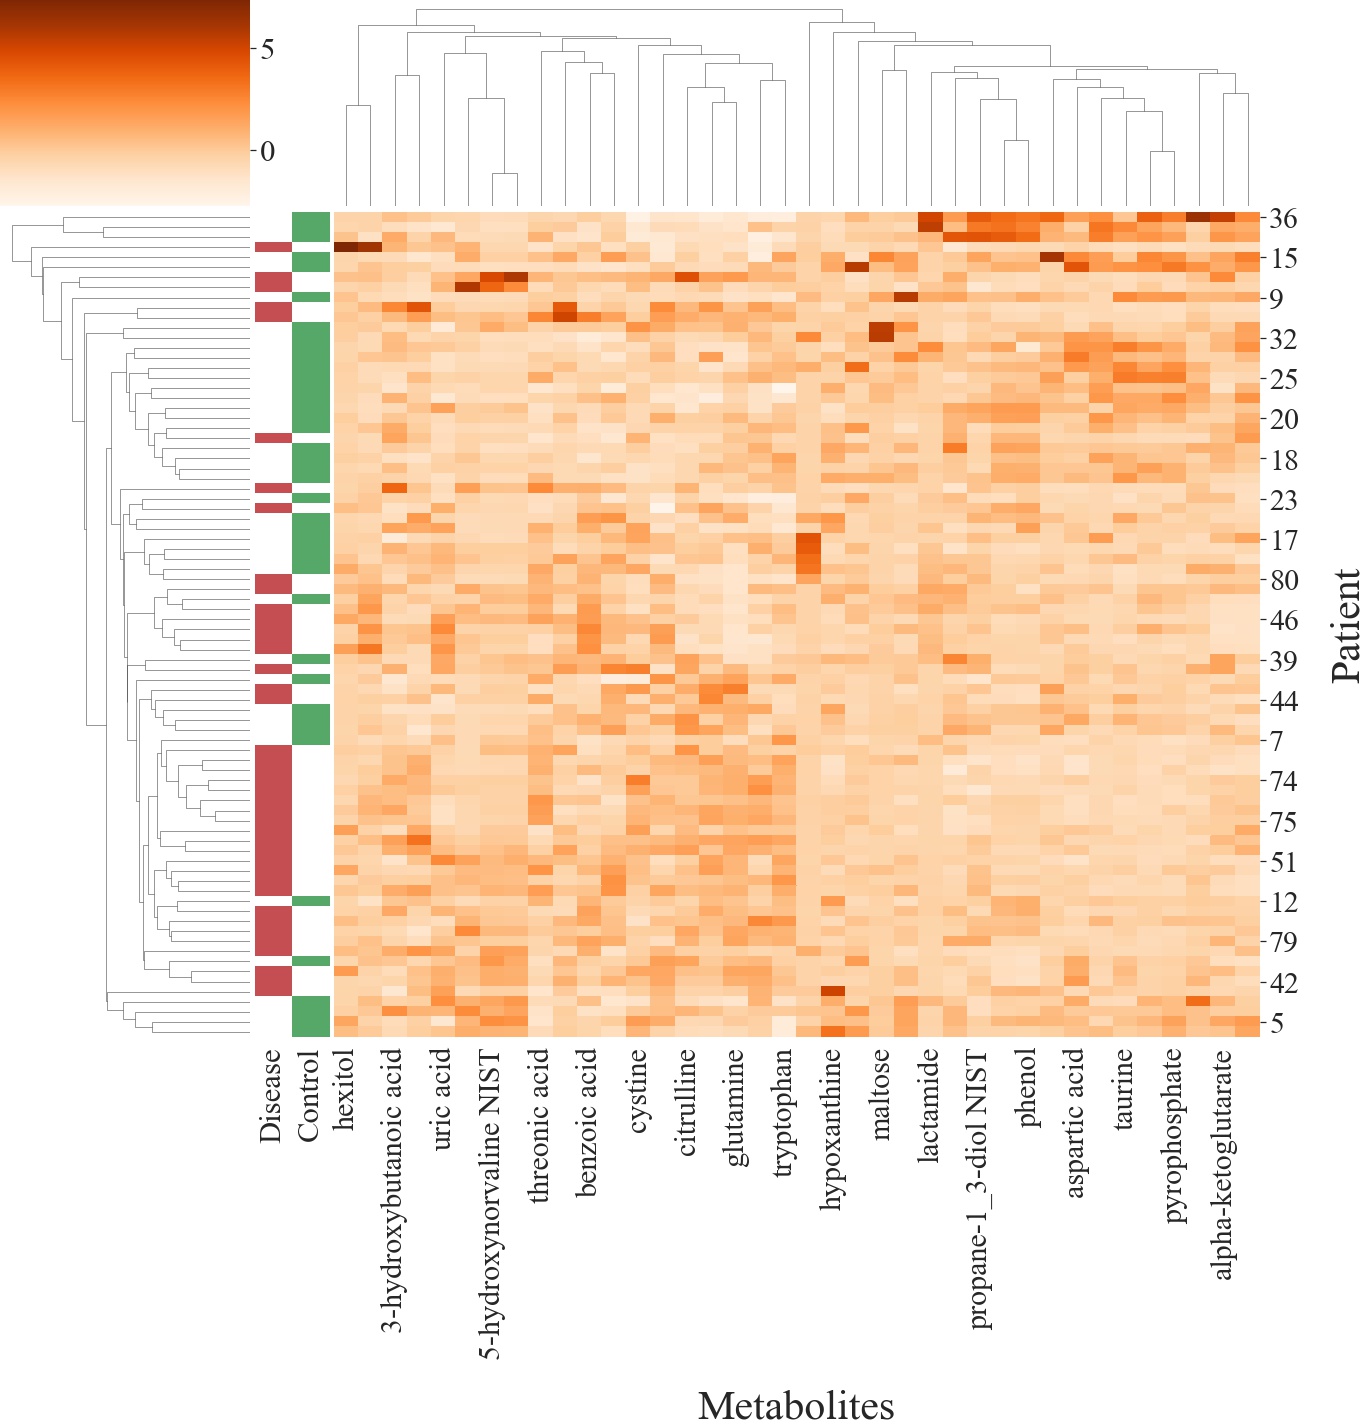 5
0
36
15
9
32
25
20
18
23
17
80
46
39
44
7
74
75
51
12
79
42
5
Patient
Disease
Control
hexitol
3-hydroxybutanoic acid
uric acid
5-hydroxynorvaline NIST
threonic acid
benzoic acid
cystine
citrulline
glutamine
tryptophan
hypoxanthine
maltose
lactamide
propane-1_3-diol NIST
phenol
aspartic acid
taurine
pyrophosphate
alpha-ketoglutarate
Metabolites